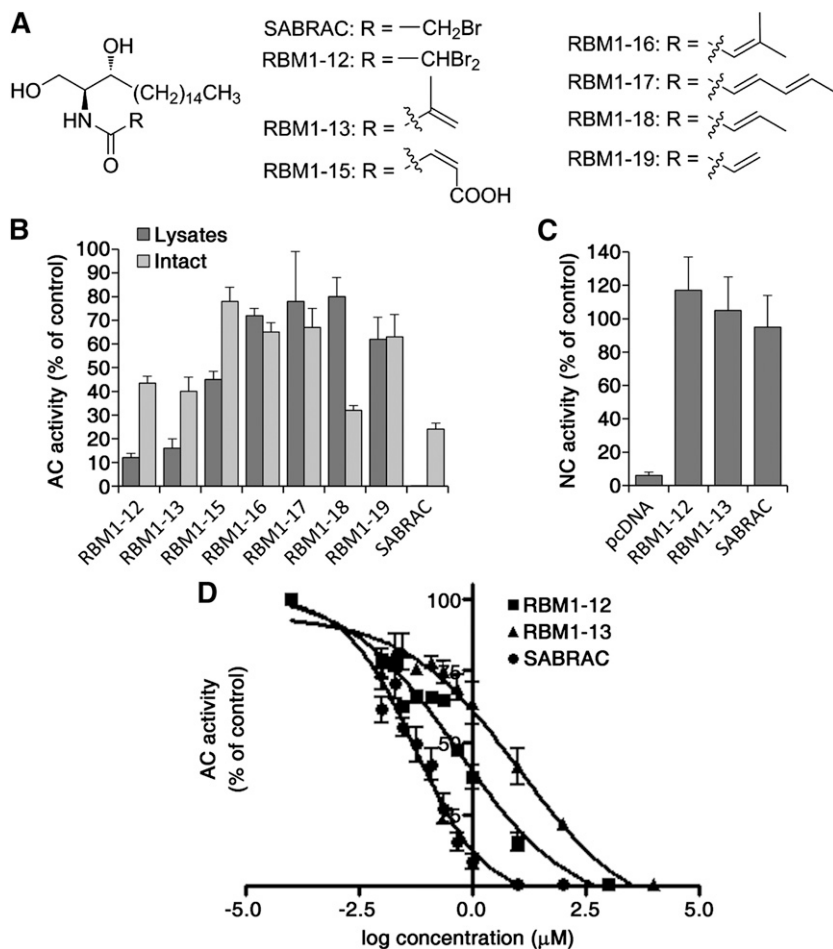 A
OH
HO
(CH2)14CH3
HN
R
O
SABRAC: R = —CH2Br
RBM1-12: R = —CHBr2
RBM1-13: R =
RBM1-15: R =
COOH
RBM1-16: R =
RBM1-17: R =
RBM1-18: R =
RBM1-19: R =
B
Lysates
Intact
AC activity (% of control)
100
90
80
70
60
50
40
30
20
10
0
RBM1-12
RBM1-13
RBM1-15
RBM1-16
RBM1-17
RBM1-18
RBM1-19
SABRAC
C
NC activity (% of control)
140
120
100
80
60
40
20
0
pcDNA
RBM1-12
RBM1-13
SABRAC
D
RBM1-12
RBM1-13
SABRAC
AC activity
(% of control)
100
-5.0
-2.5
0.0
2.5
5.0
log concentration (μM)